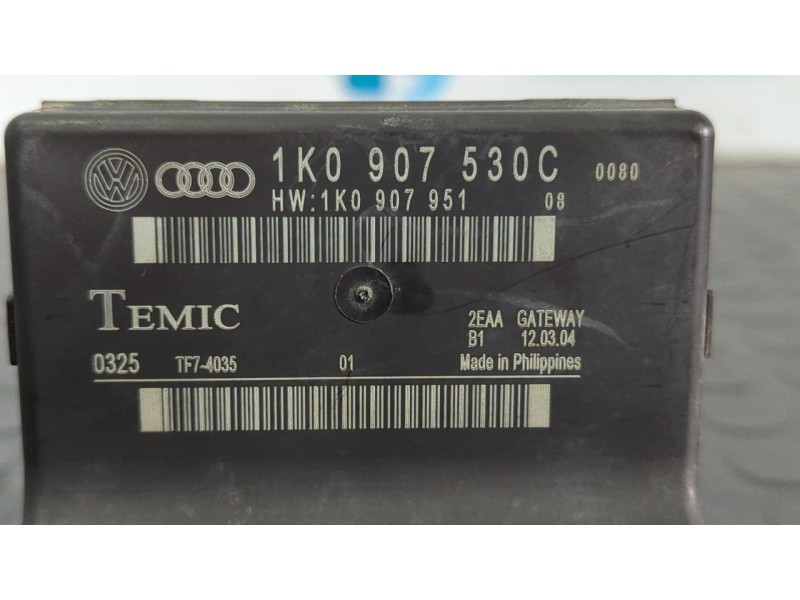 1K0 907 530C 0080
HW:1K0 907 951 08
TEMIC
2EAA GATEWAY
B1 12.03.04
0325 TF7-4035 01 Made in Philippines